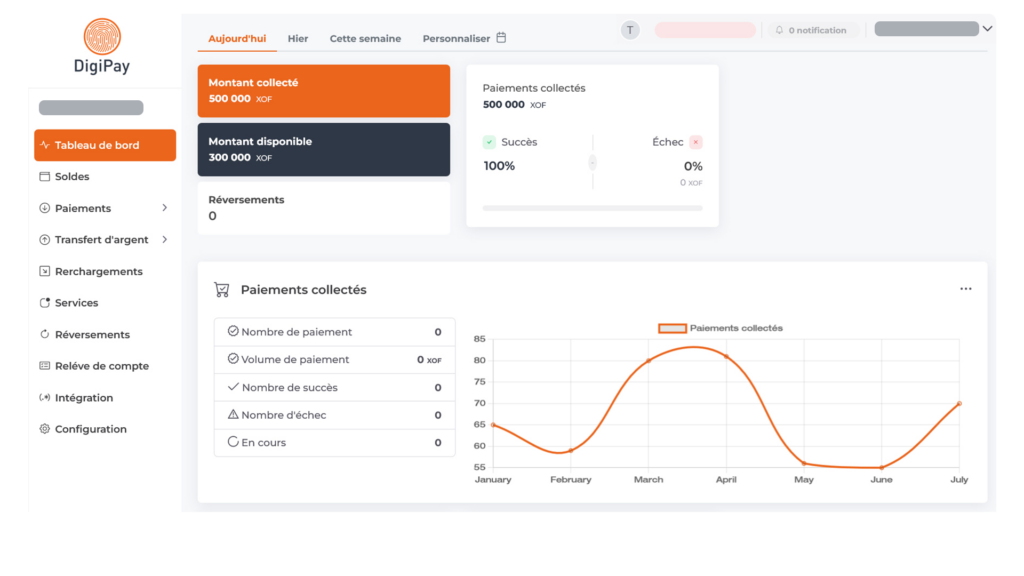 DigiPay
Tableau de bord
Soldes
Paiements
Transfert d'argent
Rerchargements
Services
Réversements
Reléve de compte
Intégration
Configuration
Aujourd'hui Hier Cette semaine Personnaliser
T
0 notification
Montant collecté
500 000 XOF
Montant disponible
300 000 XOF
Réversements
0
Paiements collectés
500 000 XOF
Succès Échec
100% 0%
0 XOF
Paiements collectés
Nombre de paiement 0
Volume de paiement 0 XOF
Nombre de succès 0
Nombre d'échec 0
En cours 0
Paiements collectés
85
80
75
70
65
60
55
January February March April May June July